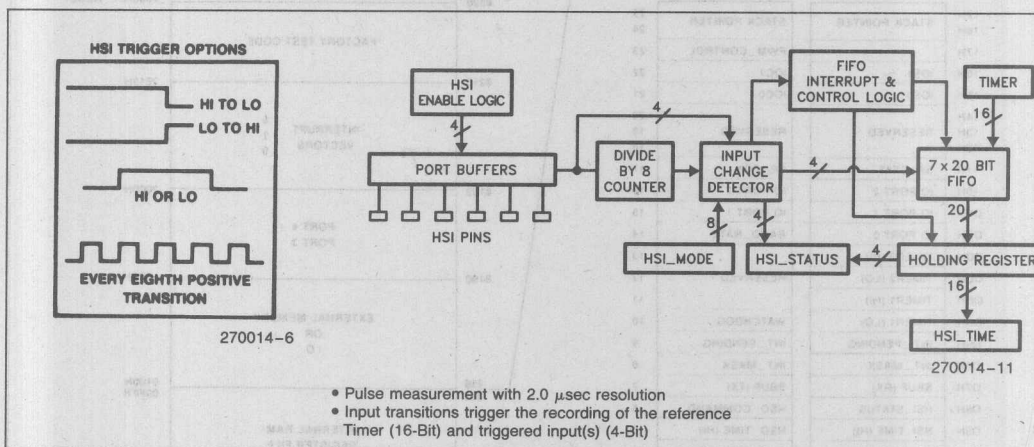 HSI TRIGGER OPTIONS
HI TO LO
LO TO HI
HI OR LO
EVERY EIGHTH POSITIVE
TRANSITION
270014-6
HSI
ENABLE LOGIC
4
PORT BUFFERS
HSI PINS
DIVIDE
BY 8
COUNTER
4
INPUT
CHANGE
DETECTOR
8
HSI_MODE
4
HSI_STATUS
FIFO
INTERRUPT &
CONTROL LOGIC
TIMER
16
4
7 x 20 BIT
FIFO
20
4
HOLDING REGISTER
16
HSI_TIME
270014-11
• Pulse measurement with 2.0 μsec resolution
• Input transitions trigger the recording of the reference
Timer (16-Bit) and triggered input(s) (4-Bit)